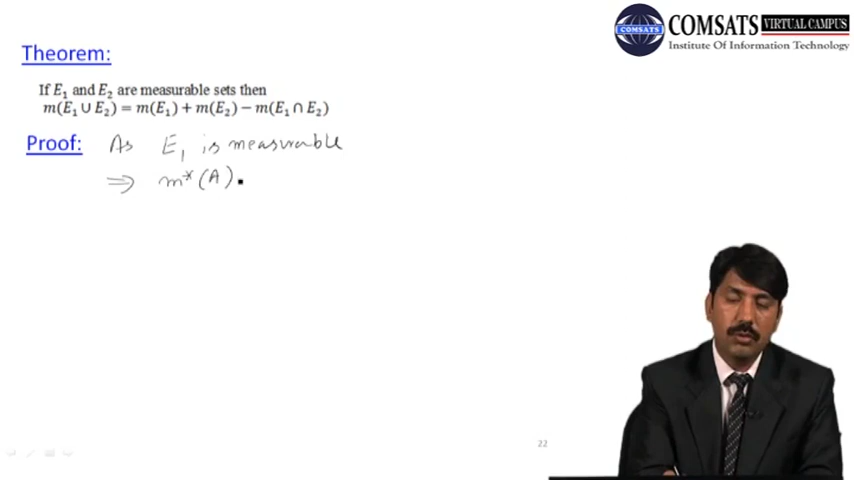 COMSATS VIRTUAL CAMPUS
COMSATS
Institute Of Information Technology
Theorem:
If E₁ and E₂ are measurable sets then
m(E₁ ∪ E₂) = m(E₁) + m(E₂) − m(E₁ ∩ E₂)
Proof: As E₁ is measurable
⇒ m*(A)
22